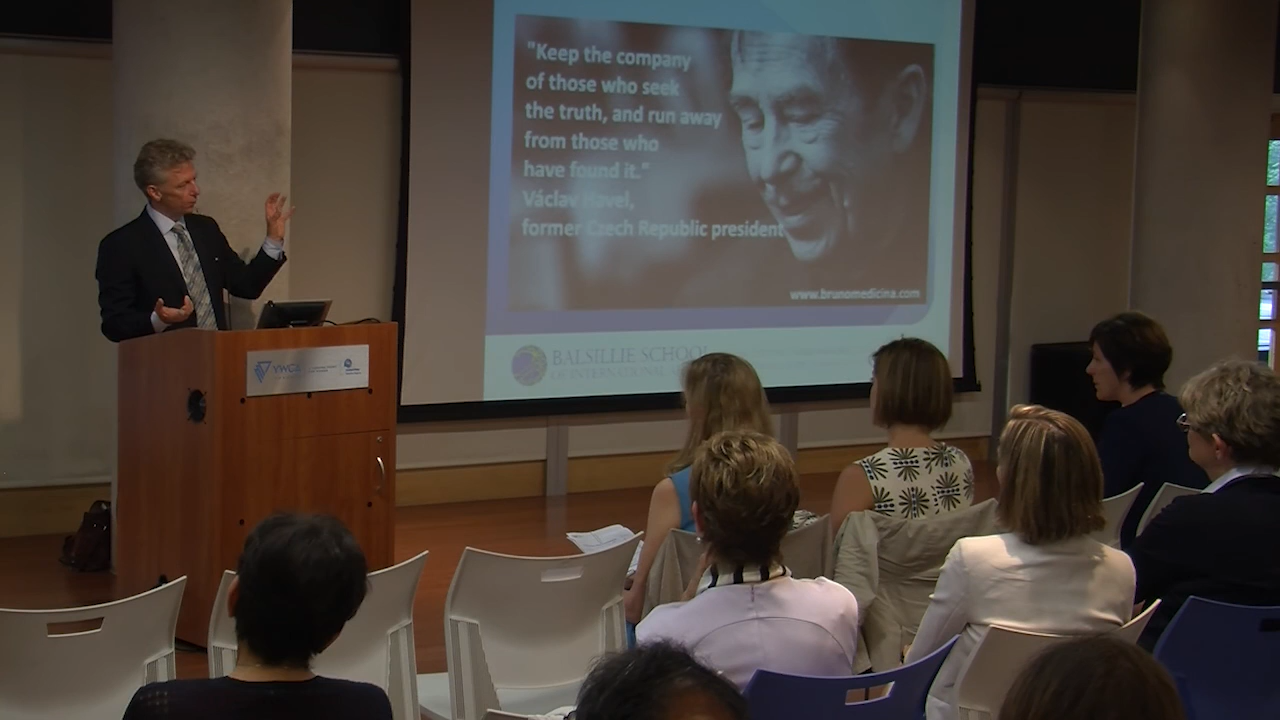 "Keep the company
of those who seek
the truth, and run away
from those who
have found it."
Václav Havel,
former Czech Republic president
www.brunomedicina.com
BALSILLIE SCHOOL
OF INTERNATIONAL
YWCA